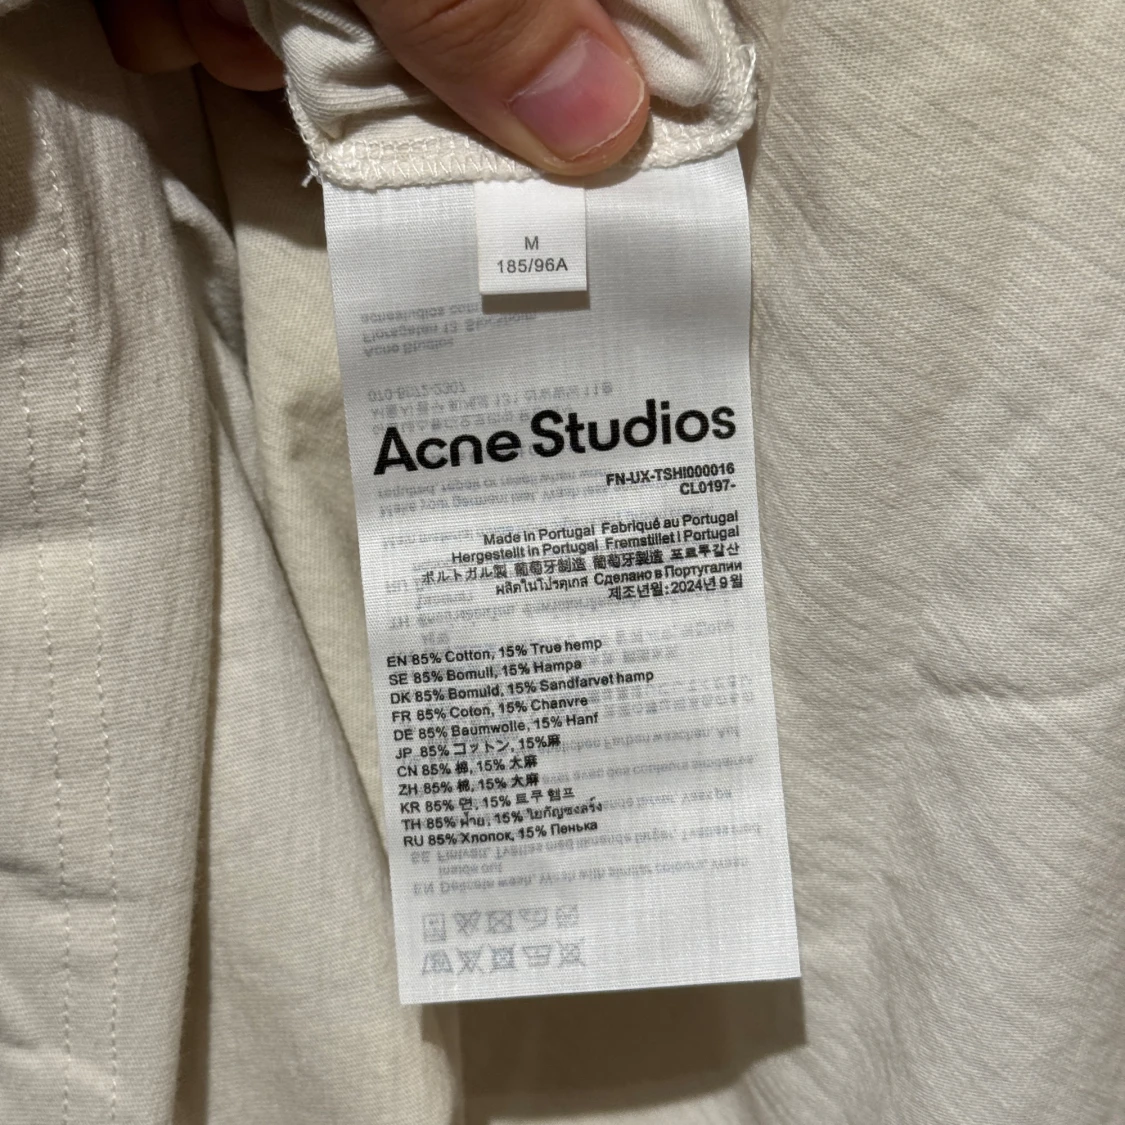 M
185/96A
Acne Studios
FN-UX-TSHI000016
CL0197-
Made in Portugal Fabriqué au Portugal
Hergestellt in Portugal Fremstillet i Portugal
ポルトガル製 葡萄牙制造 葡萄牙製造 포르투갈산
ผลิตในโปรตุเกส Сделано в Португалии
제조년월:2024년 9월
EN 85% Cotton, 15% True hemp
SE 85% Bomull, 15% Hampa
DK 85% Bomuld, 15% Sandfarvet hamp
FR 85% Coton, 15% Chanvre
DE 85% Baumwolle, 15% Hanf
JP 85% コットン, 15%麻
CN 85% 棉, 15% 大麻
ZH 85% 棉, 15% 大麻
KR 85% 면, 15% 트루 헴프
TH 85% ฝ้าย, 15% ใยกัญชงจริง
RU 85% Хлопок, 15% Пенька